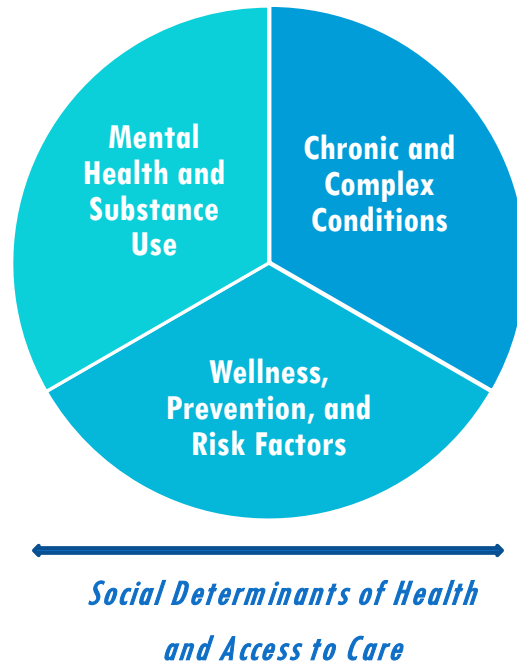 Mental
Health and
Substance
Use
Chronic and
Complex
Conditions
Wellness,
Prevention, and
Risk Factors
Social Determinants of Health
and Access to Care